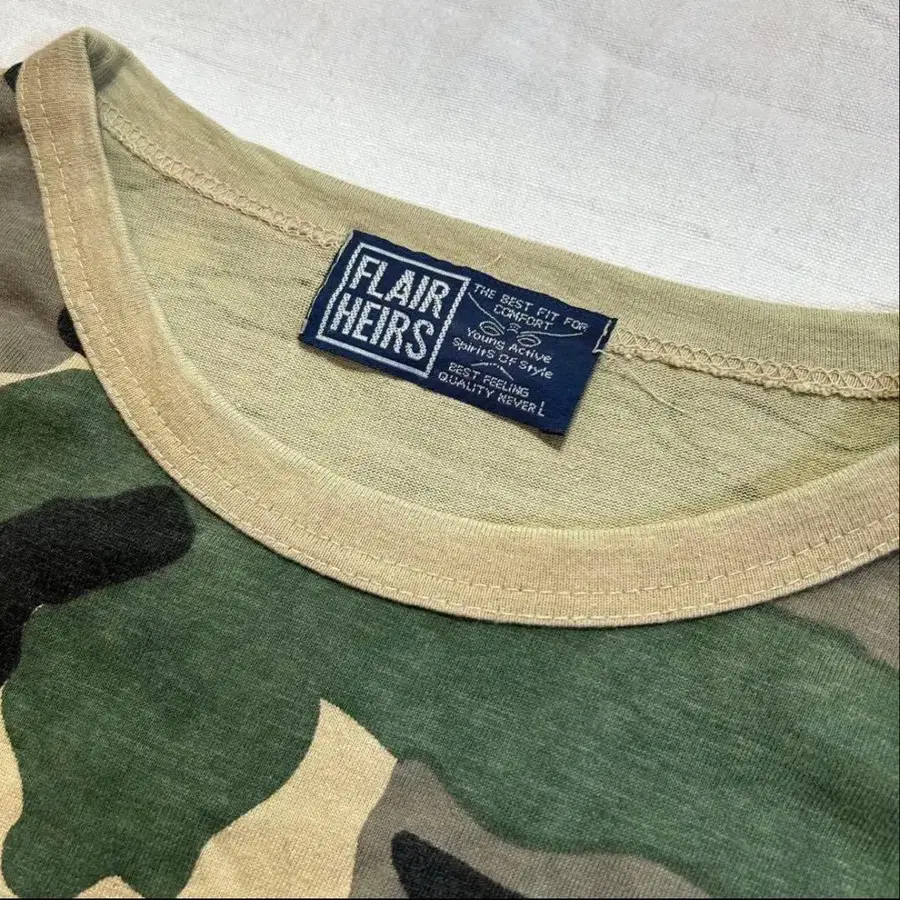 FLAIR
HEIRS
THE BEST FIT FOR
COMFORT
Young Active
Spirits Of Style
BEST FEELING
QUALITY NEVER L